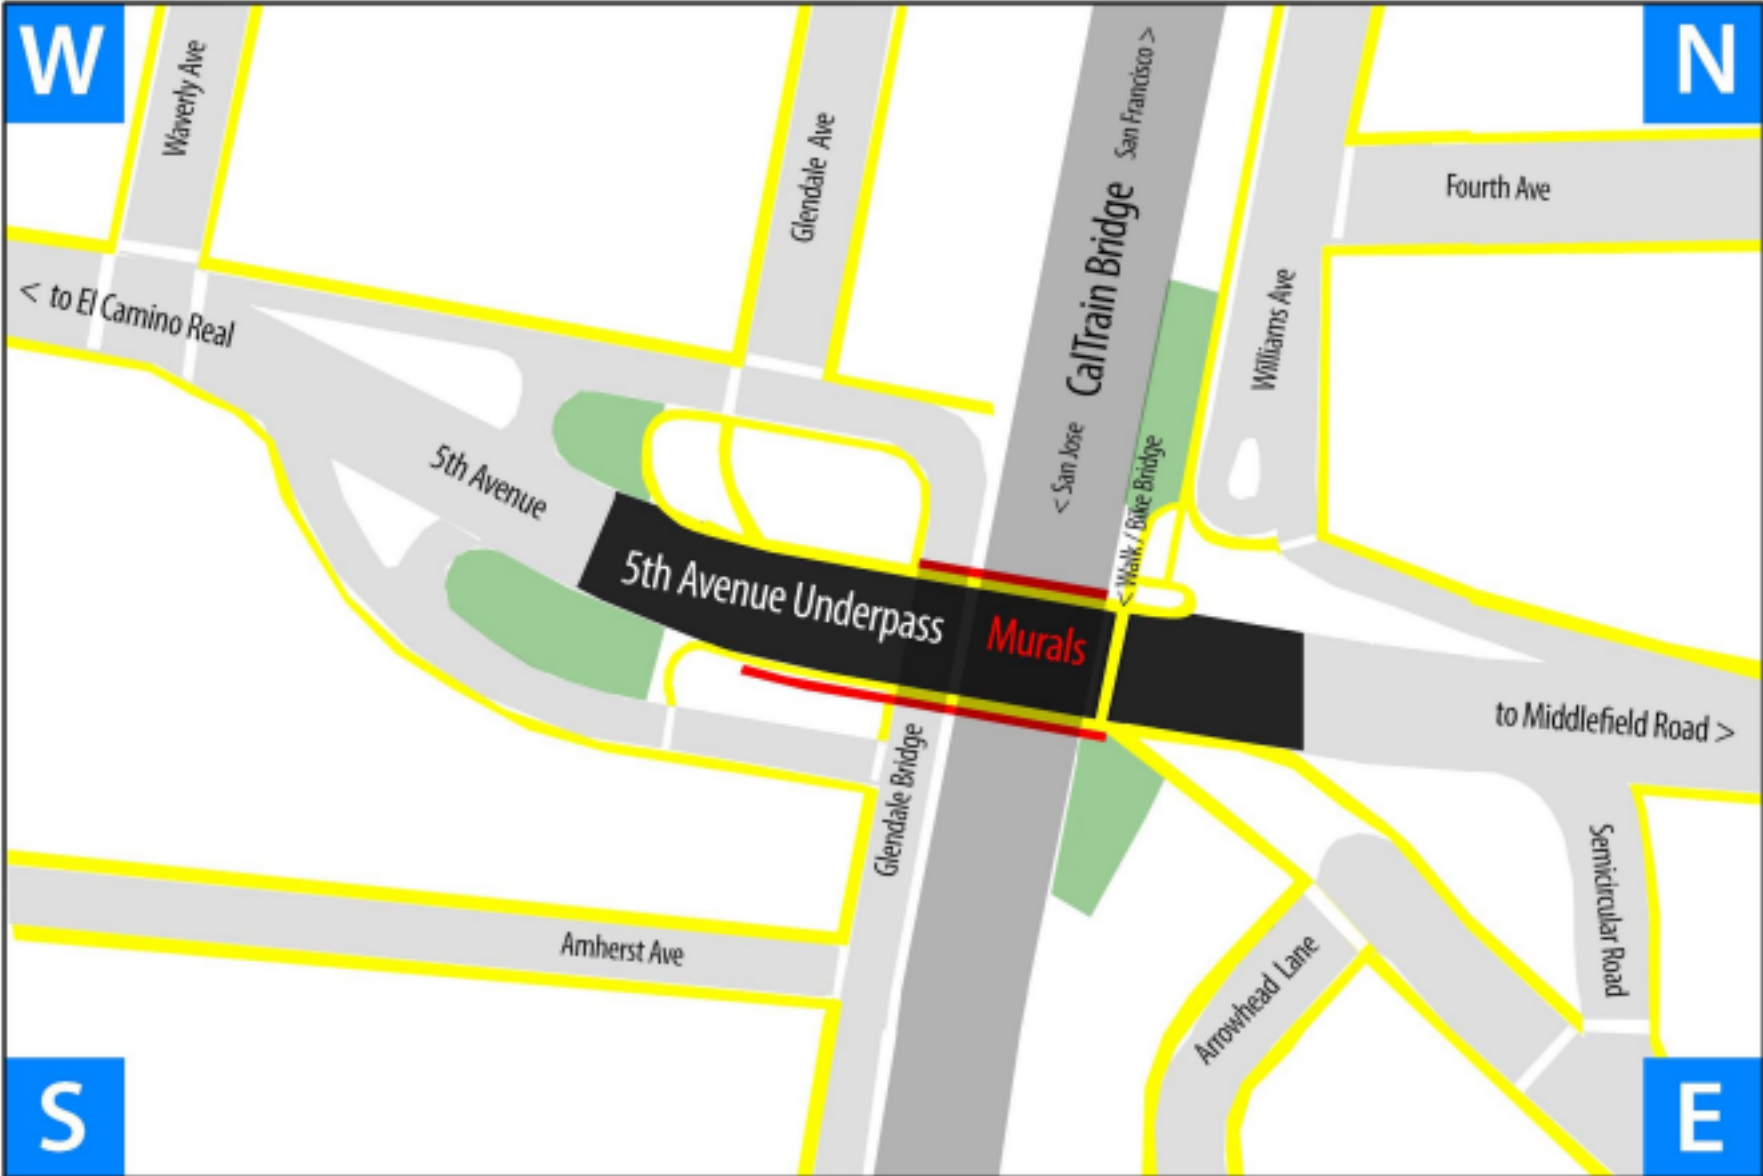 W
N
Waverly Ave
Glendale Ave
San Francisco >
CalTrain Bridge
< San Jose
Fourth Ave
Williams Ave
< to El Camino Real
5th Avenue
< Walk / Bike Bridge
5th Avenue Underpass
Murals
to Middlefield Road >
Glendale Bridge
Semicircular Road
Amherst Ave
Arrowhead Lane
S
E